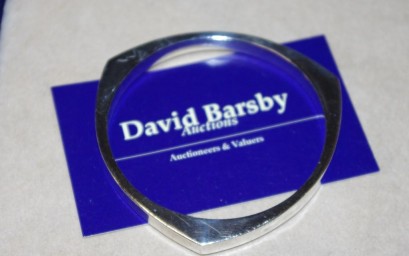 David Barsby
Auctions
Auctioneers & Valuers